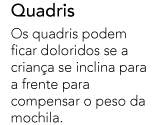 Quadris
Os quadris podem
ficar doloridos se a
criança se inclina para
a frente para
compensar o peso da
mochila.